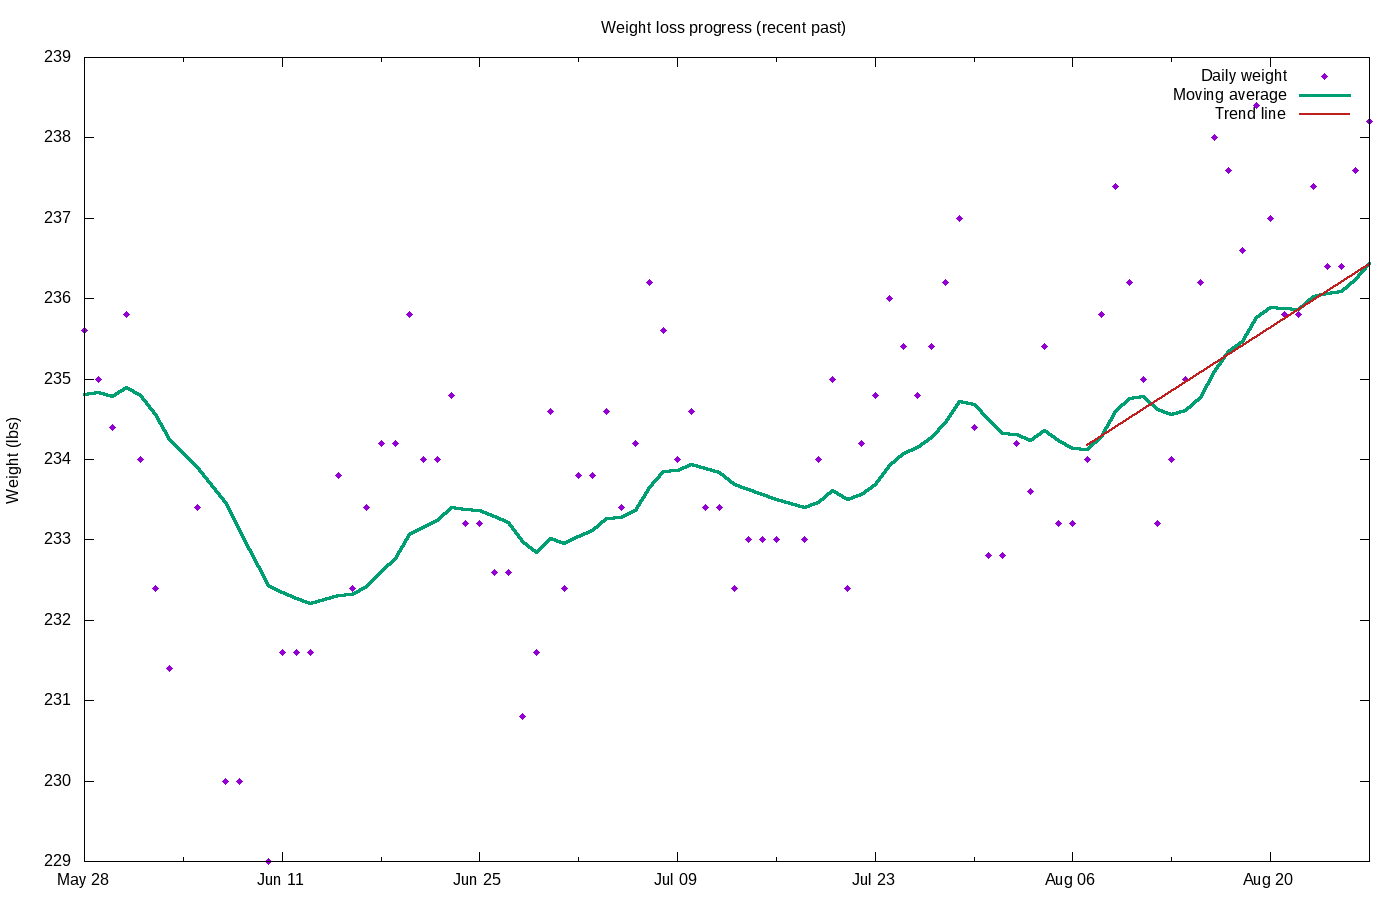 Weight loss progress (recent past)
239
238
237
236
235
234
233
232
231
230
229
Weight (lbs)
Daily weight
Moving average
Trend line
May 28
Jun 11
Jun 25
Jul 09
Jul 23
Aug 06
Aug 20